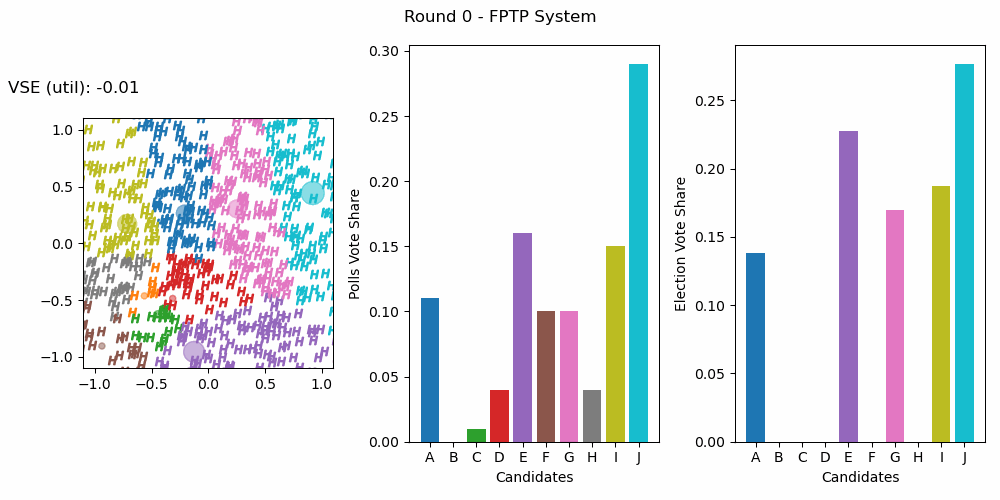 Round 0 - FPTP System
VSE (util): -0.01
1.0
0.5
0.0
−0.5
−1.0
−1.0 −0.5 0.0 0.5 1.0
Polls Vote Share
0.30
0.25
0.20
0.15
0.10
0.05
0.00
A B C D E F G H I J
Candidates
Election Vote Share
0.25
0.20
0.15
0.10
0.05
0.00
A B C D E F G H I J
Candidates